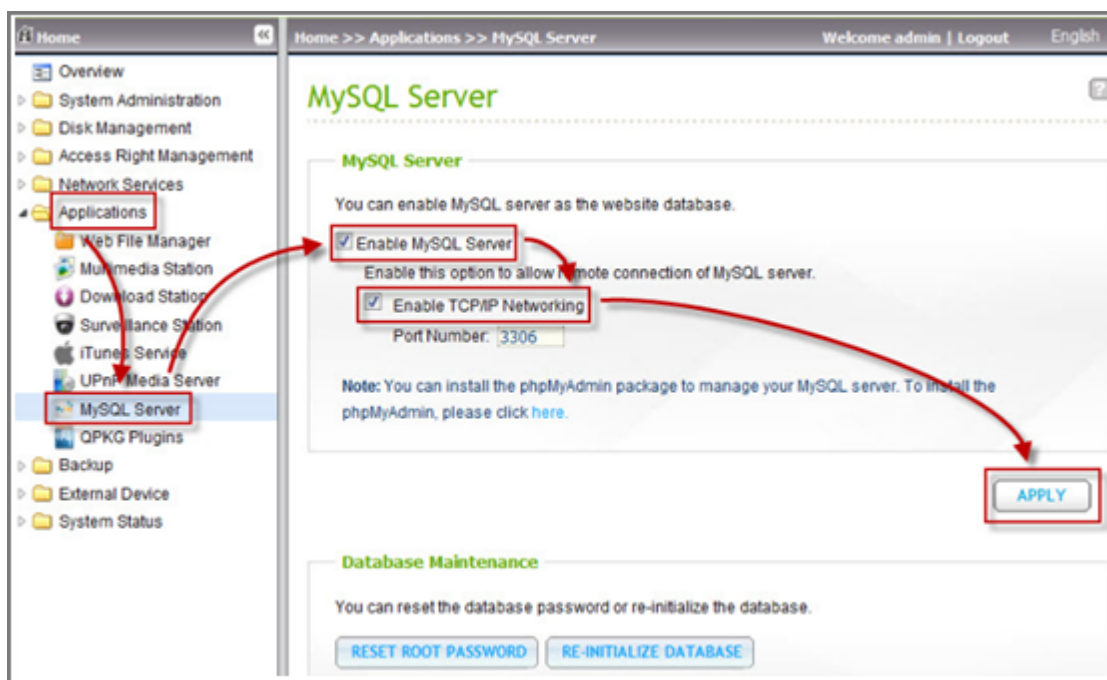 Home
Overview
System Administration
Disk Management
Access Right Management
Network Services
Applications
Web File Manager
Multimedia Station
Download Station
Surveillance Station
iTunes Service
UPnP Media Server
MySQL Server
QPKG Plugins
Backup
External Device
System Status
Home >> Applications >> MySQL Server
Welcome admin | Logout
English
MySQL Server
?
MySQL Server
You can enable MySQL server as the website database.
Enable MySQL Server
Enable this option to allow remote connection of MySQL server.
Enable TCP/IP Networking
Port Number: 3306
Note: You can install the phpMyAdmin package to manage your MySQL server. To install the
phpMyAdmin, please click here.
APPLY
Database Maintenance
You can reset the database password or re-initialize the database.
RESET ROOT PASSWORD
RE-INITIALIZE DATABASE